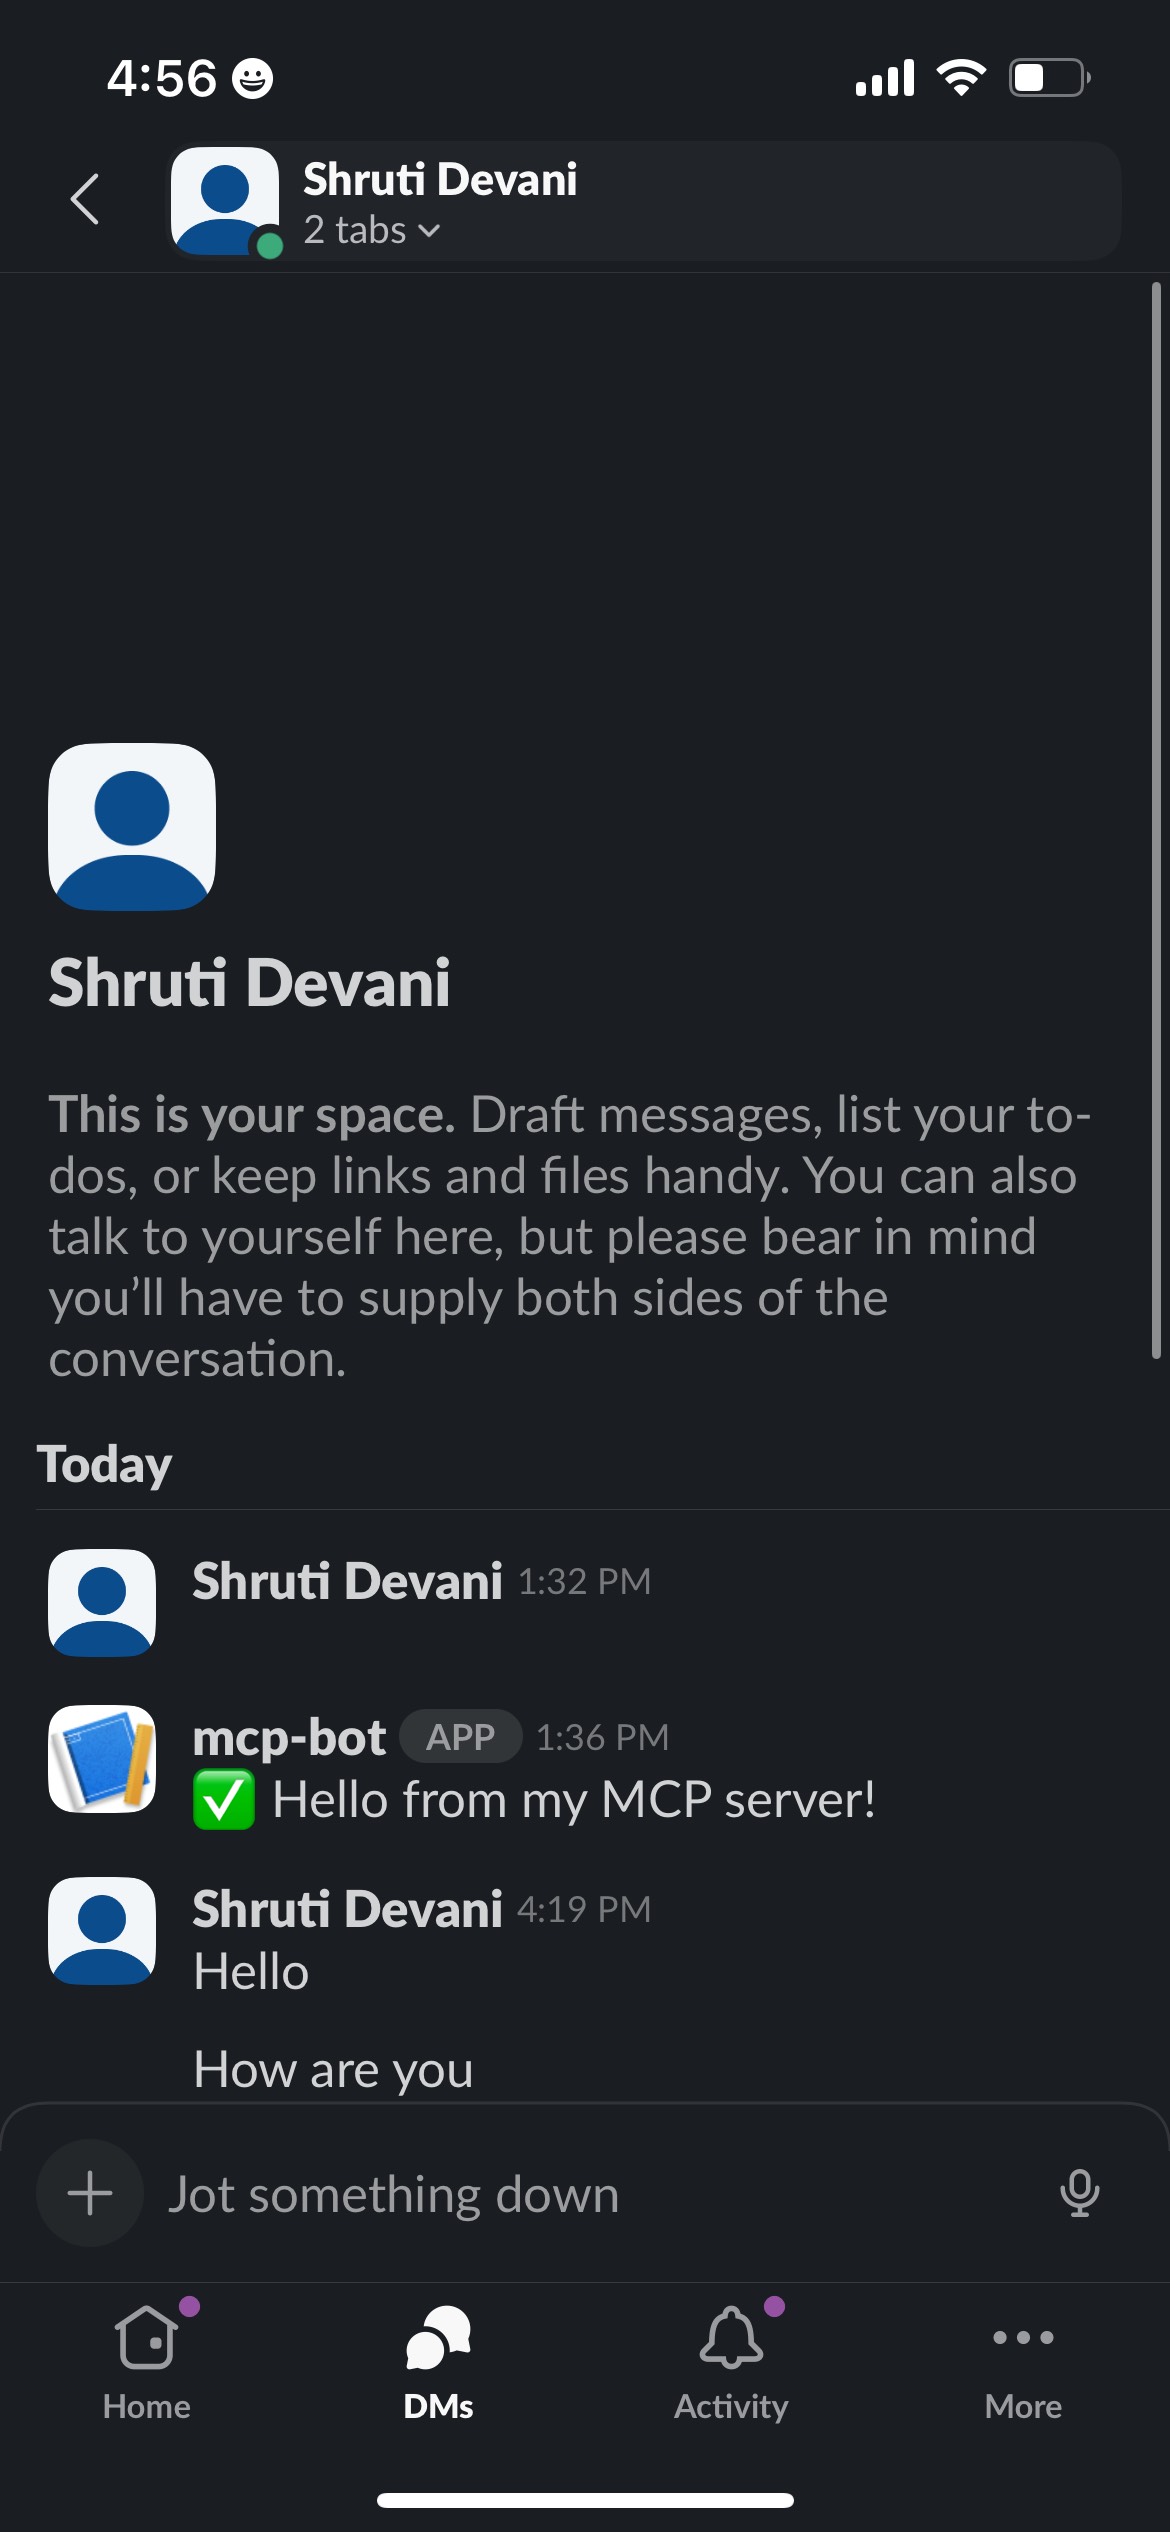 4:56
Shruti Devani
2 tabs
Shruti Devani
This is your space. Draft messages, list your to-
dos, or keep links and files handy. You can also
talk to yourself here, but please bear in mind
you’ll have to supply both sides of the
conversation.
Today
Shruti Devani 1:32 PM
mcp-bot APP 1:36 PM
✅ Hello from my MCP server!
Shruti Devani 4:19 PM
Hello
How are you
Jot something down
Home DMs Activity More